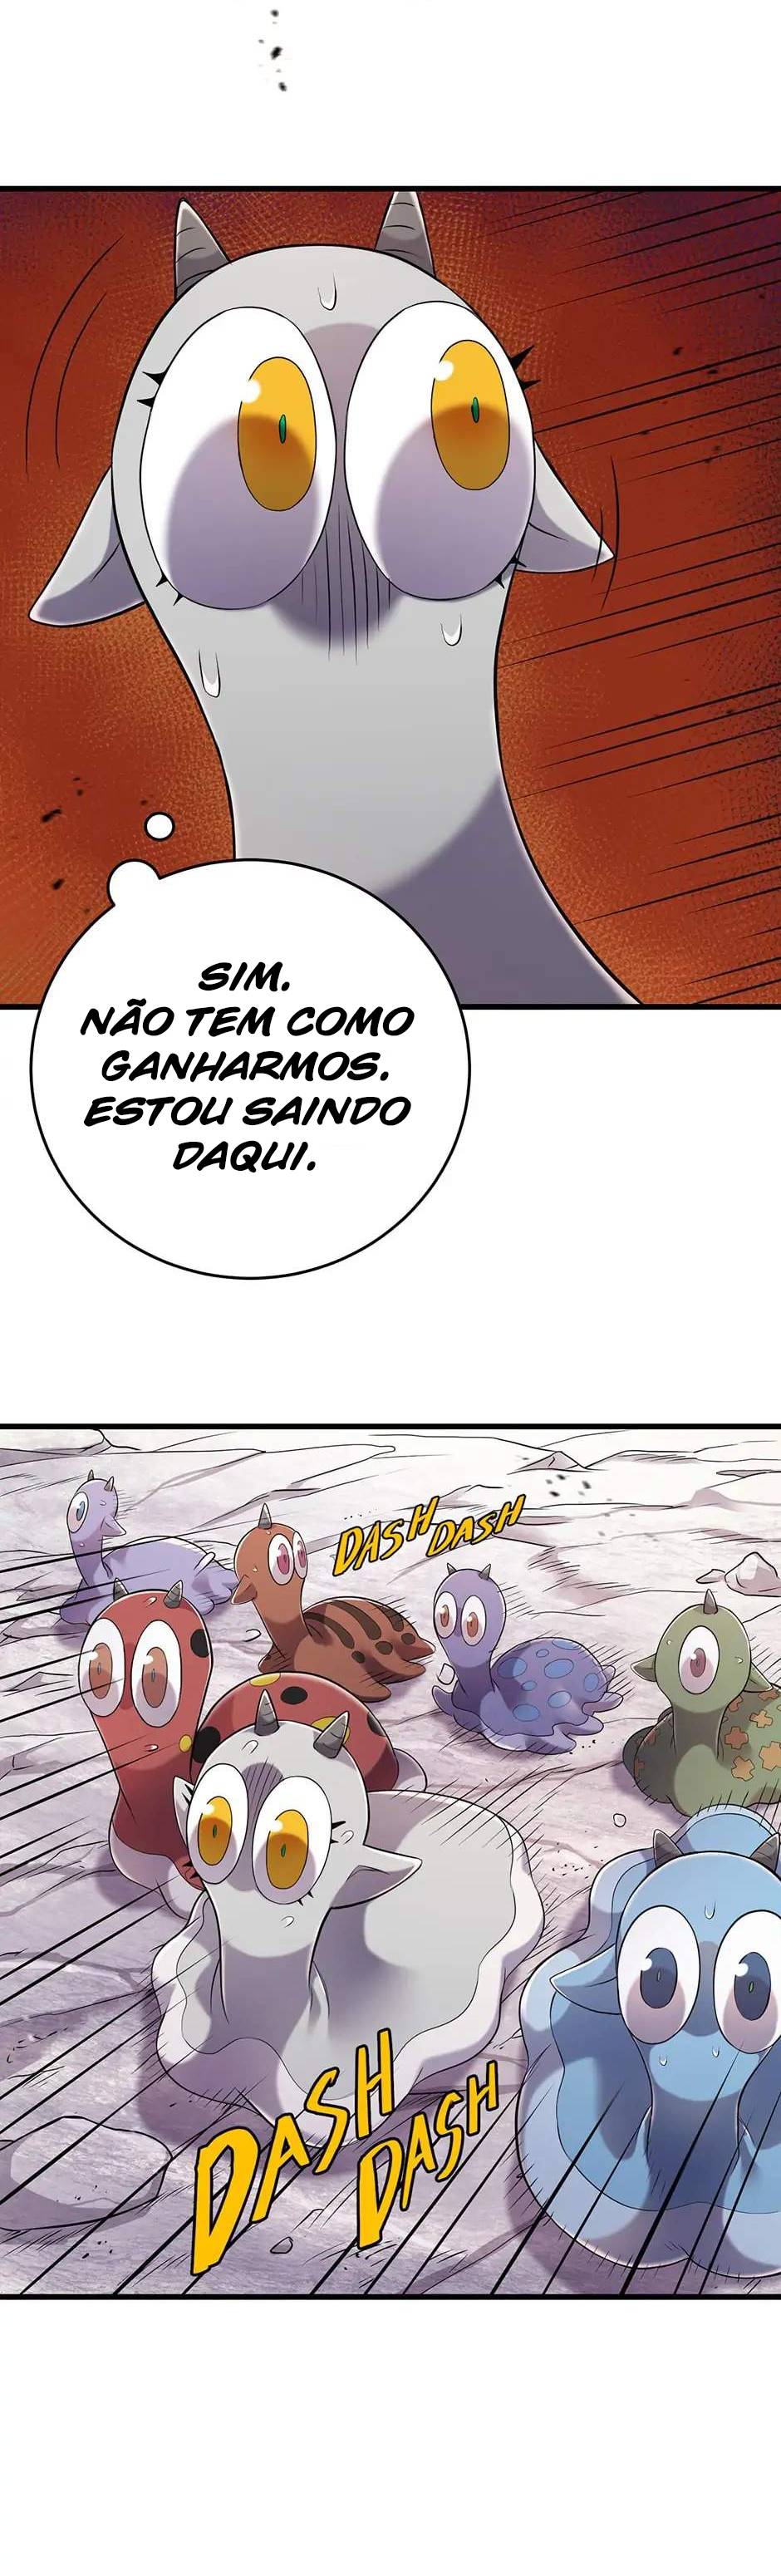 SIM.
NÃO TEM COMO
GANHARMOS.
ESTOU SAINDO
DAQUI.
DASH DASH
DASH
DASH